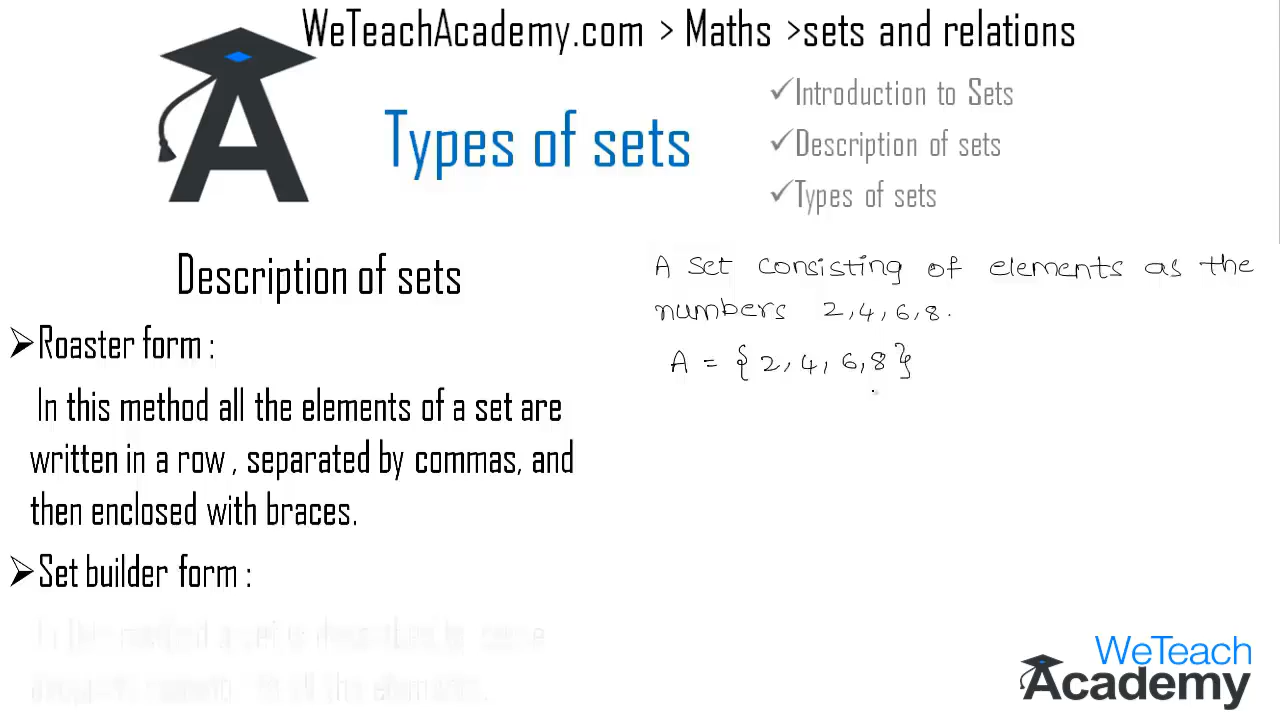 WeTeachAcademy.com > Maths >sets and relations
Types of sets
✓Introduction to Sets
✓Description of sets
✓Types of sets
Description of sets
➢Roaster form :
In this method all the elements of a set are
written in a row , separated by commas, and
then enclosed with braces.
➢Set builder form :
A set consisting of elements as the
numbers 2,4,6,8.
A = {2,4,6,8}
WeTeach
Academy